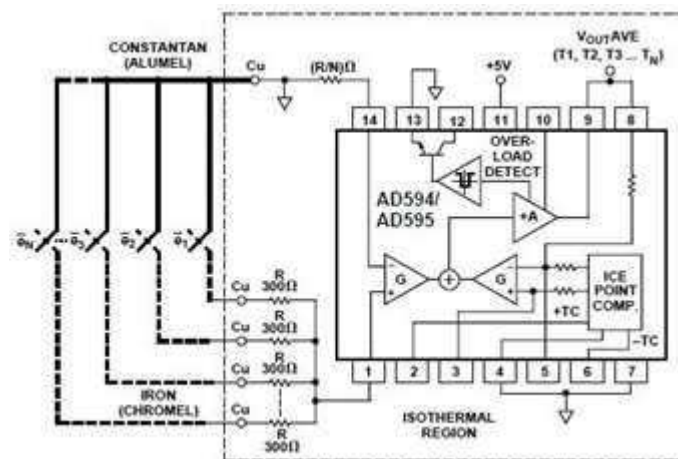 CONSTANTAN
(ALUMEL)
Cu
(R/N)Ω
+5V
VOUTAVE
(T1, T2, T3 ... TN)
14
13
12
11
10
9
8
OVER-
LOAD
DETECT
AD594/
AD595
+A
G
G
ICE
POINT
COMP.
+TC
–TC
1
2
3
4
5
6
7
Cu
R
300Ω
Cu
R
300Ω
Cu
R
300Ω
Cu
R
300Ω
IRON
(CHROMEL)
ISOTHERMAL
REGION